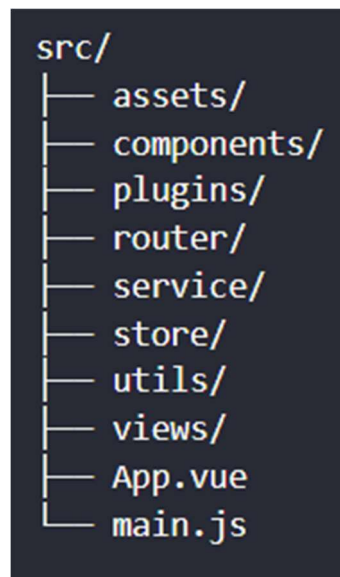 src/
├── assets/
├── components/
├── plugins/
├── router/
├── service/
├── store/
├── utils/
├── views/
├── App.vue
└── main.js